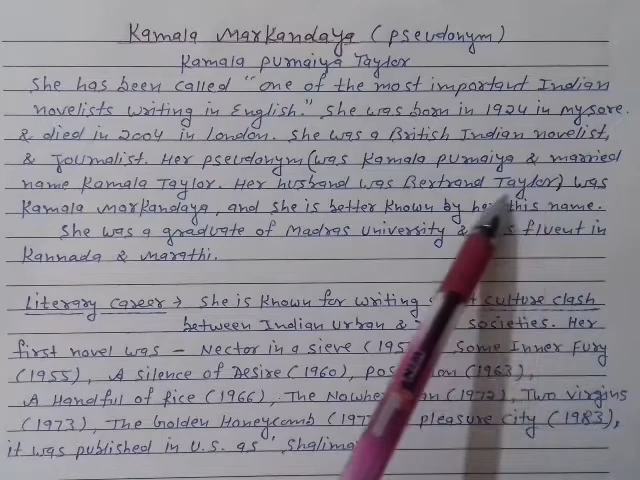 Kamala Markandaya (Pseudonym)
Kamala Purnaiya Taylor
She has been called "one of the most important Indian
novelists writing in English." She was born in 1924 in Mysore.
& died in 2004 in London. She was a British Indian novelist,
& Journalist. Her pseudonym (was Kamala Purnaiya & married
name Kamala Taylor. Her husband was Bertrand Taylor) was
Kamala Markandaya, and she is better known by her this name.
She was a graduate of Madras University & fluent in
Kannada & Marathi.
Literary career → She is known for writing culture clash
between Indian urban & societies. Her
first novel was - Nector in a sieve (195 Some Inner Fury
(1955), A silence of Desire (1960), (1963),
A Handful of Rice (1966), The (1972), Two virgins
(1973), The Golden Honeycomb (197 pleasure city (1983),
it was published in U.S. as "